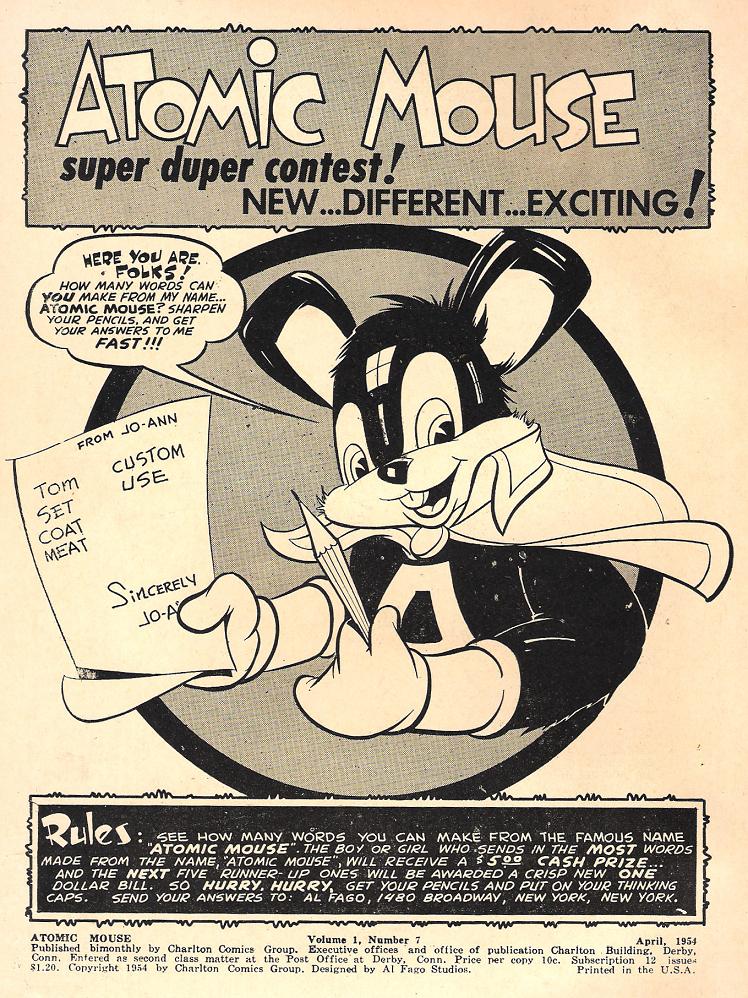 ATOMIC MOUSE
super duper contest!
NEW...DIFFERENT...EXCITING!
HERE YOU ARE,
FOLKS!
HOW MANY WORDS CAN
YOU MAKE FROM MY NAME...
ATOMIC MOUSE? SHARPEN
YOUR PENCILS, AND GET
YOUR ANSWERS TO ME
FAST!!!
FROM JO-ANN
CUSTOM
USE
TOM
SET
COAT
MEAT
SINCERELY
JO-A
A
Rules: SEE HOW MANY WORDS YOU CAN MAKE FROM THE FAMOUS NAME
"ATOMIC MOUSE". THE BOY OR GIRL WHO SENDS IN THE MOST WORDS
MADE FROM THE NAME, "ATOMIC MOUSE", WILL RECEIVE A $5.00 CASH PRIZE...
AND THE NEXT FIVE RUNNER-UP ONES WILL BE AWARDED A CRISP NEW ONE
DOLLAR BILL. SO HURRY, HURRY, GET YOUR PENCILS AND PUT ON YOUR THINKING
CAPS. SEND YOUR ANSWERS TO: AL FAGO, 1480 BROADWAY, NEW YORK, NEW YORK.
ATOMIC MOUSE Volume 1, Number 7 April, 1954
Published bimonthly by Charlton Comics Group. Executive offices and office of publication Charlton Building, Derby,
Conn. Entered as second class matter at the Post Office at Derby, Conn. Price per copy 10c. Subscription 12 issues
$1.20. Copyright 1954 by Charlton Comics Group. Designed by Al Fago Studios. Printed in the U.S.A.